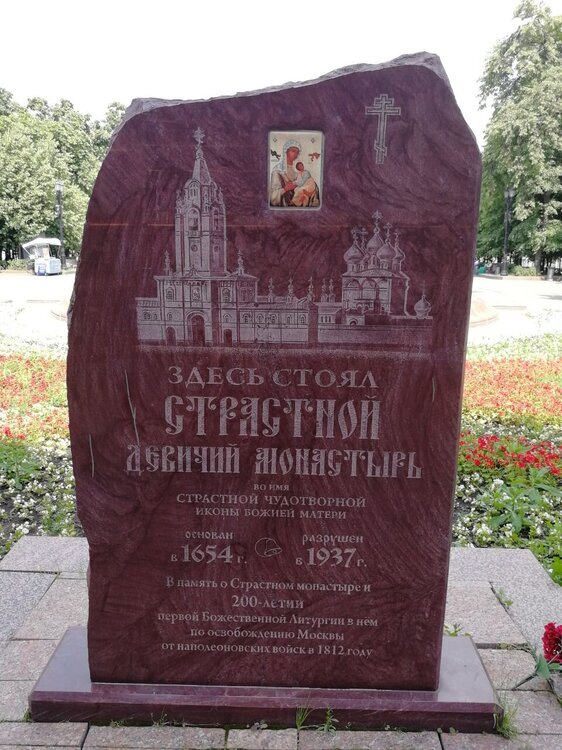 ЗДЕСЬ СТОЯЛ
СТРАСТНОЙ
ДЕВИЧИЙ МОНАСТЫРЬ
ВО ИМЯ
СТРАСТНОЙ ЧУДОТВОРНОЙ
ИКОНЫ БОЖИЕЙ МАТЕРИ
основан разрушен
в 1654 г. в 1937 г.
В память о Страстном монастыре и
200-летии
первой Божественной Литургии в нем
по освобождению Москвы
от наполеоновских войск в 1812 году